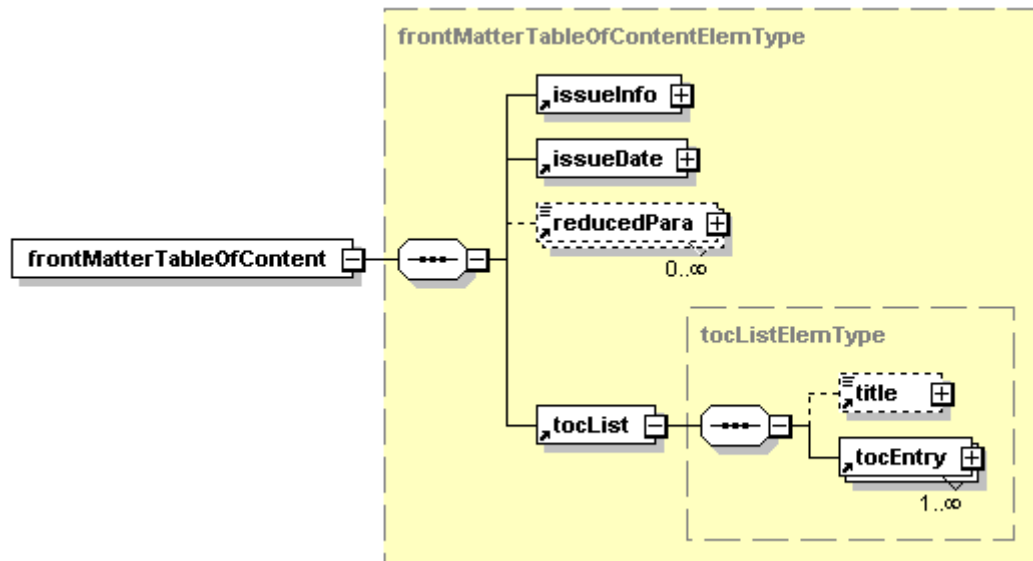 frontMatterTableOfContentElemType
issueInfo
issueDate
reducedPara
0..∞
frontMatterTableOfContent
tocListElemType
title
tocList
tocEntry
1..∞